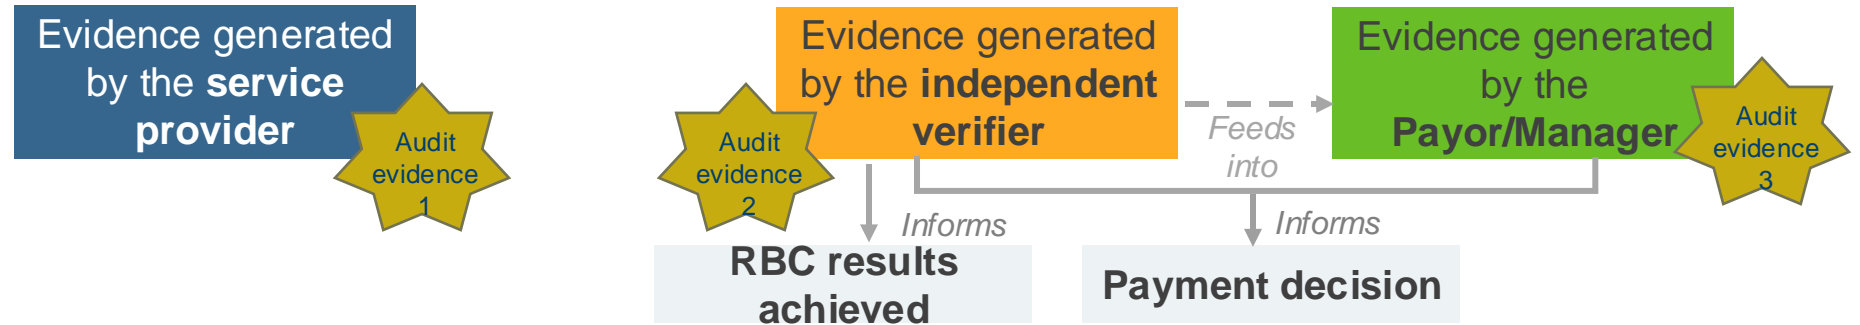 Evidence generated
by the service
provider
Audit
evidence
1
Evidence generated
by the independent
verifier
Audit
evidence
2
Feeds
into
Evidence generated
by the
Payor/Manager
Audit
evidence
3
Informs
RBC results
achieved
Informs
Payment decision